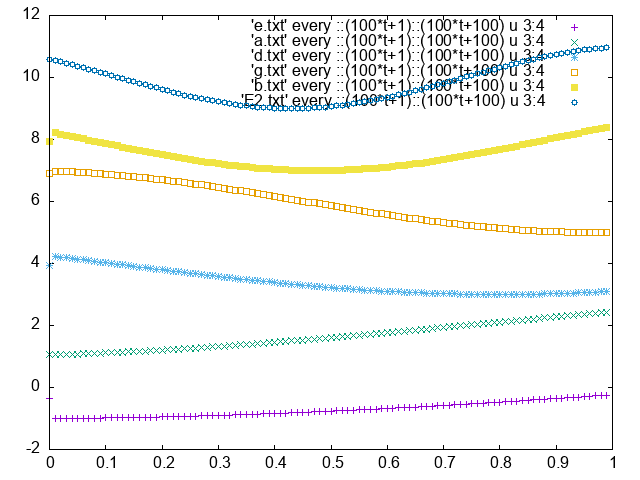 12
10
8
6
4
2
0
-2
'e.txt' every ::(100*t+1)::(100*t+100) u 3:4
'a.txt' every ::(100*t+1)::(100*t+100) u 3:4
'd.txt' every ::(100*t+1)::(100*t+100) u 3:4
'g.txt' every ::(100*t+1)::(100*t+100) u 3:4
'b.txt' every ::(100*t+1)::(100*t+100) u 3:4
'E2.txt' every ::(100*t+1)::(100*t+100) u 3:4
0 0.1 0.2 0.3 0.4 0.5 0.6 0.7 0.8 0.9 1